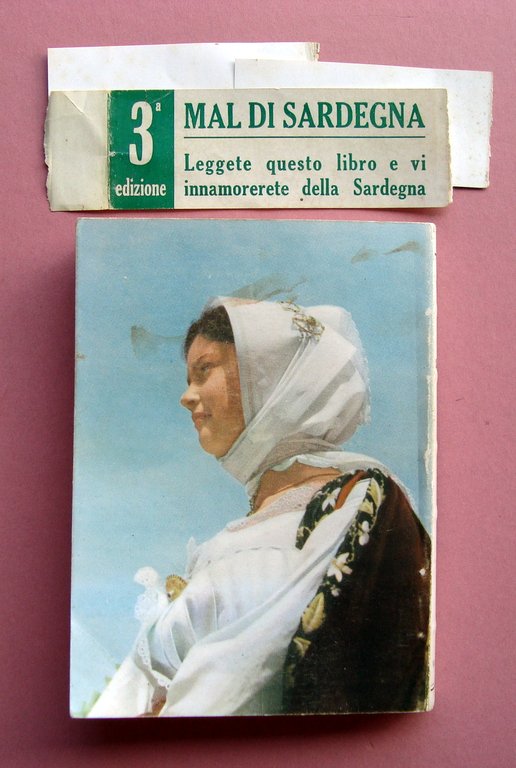 3ª
edizione
MAL DI SARDEGNA
Leggete questo libro e vi
innamorerete della Sardegna